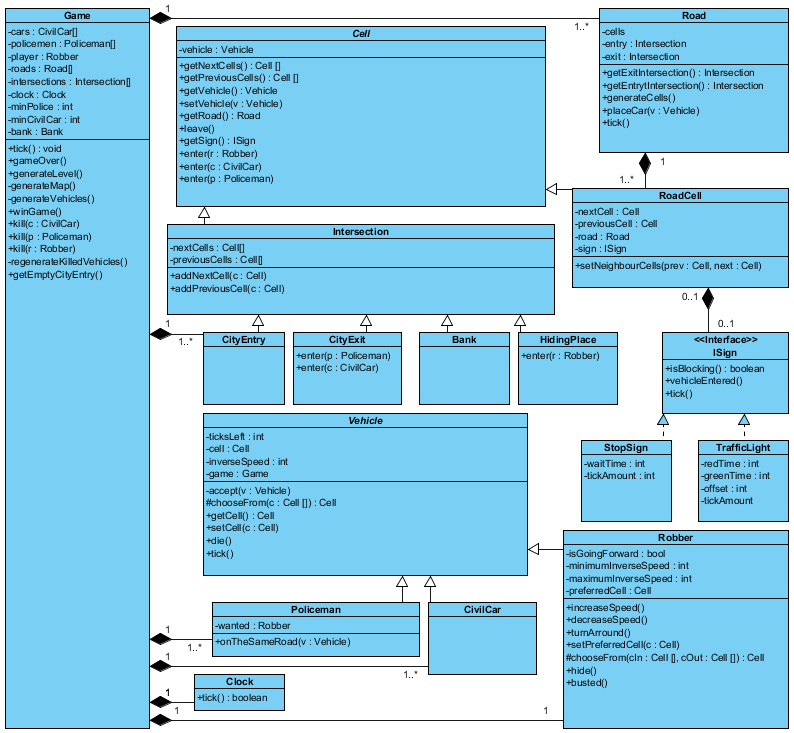 Game
-cars : CivilCar[]
-policemen : Policeman[]
-player : Robber
-roads : Road[]
-intersections : Intersection[]
-clock : Clock
-minPolice : int
-minCivilCar : int
-bank : Bank
+tick() : void
+gameOver()
+generateLevel()
-generateMap()
-generateVehicles()
+winGame()
+kill(c : CivilCar)
+kill(p : Policeman)
+kill(r : Robber)
-regenerateKilledVehicles()
+getEmptyCityEntry()
1
1..*
Cell
-vehicle : Vehicle
+getNextCells() : Cell []
+getPreviousCells() : Cell []
+getVehicle() : Vehicle
+setVehicle(v : Vehicle)
+getRoad() : Road
+leave()
+getSign() : ISign
+enter(r : Robber)
+enter(c : CivilCar)
+enter(p : Policeman)
Road
-cells
-entry : Intersection
-exit : Intersection
+getExitIntersection() : Intersection
+getEntrytIntersection() : Intersection
+generateCells()
+placeCar(v : Vehicle)
+tick()
1
1..*
RoadCell
-nextCell : Cell
-previousCell : Cell
-road : Road
-sign : ISign
+setNeighbourCells(prev : Cell, next : Cell)
0..1
0..1
Intersection
-nextCells : Cell[]
-previousCells : Cell[]
+addNextCell(c : Cell)
+addPreviousCell(c : Cell)
1
1..*
CityEntry
CityExit
+enter(p : Policeman)
+enter(c : CivilCar)
Bank
HidingPlace
+enter(r : Robber)
<<Interface>>
ISign
+isBlocking() : boolean
+vehicleEntered()
+tick()
StopSign
-waitTime : int
-tickAmount : int
TrafficLight
-redTime : int
-greenTime : int
-offset : int
-tickAmount
Vehicle
-ticksLeft : int
-cell : Cell
-inverseSpeed : int
-game : Game
-accept(v : Vehicle)
#chooseFrom(c : Cell []) : Cell
+getCell() : Cell
+setCell(c : Cell)
+die()
+tick()
Robber
-isGoingForward : bool
-minimumInverseSpeed : int
-maximumInverseSpeed : int
-preferredCell : Cell
+increaseSpeed()
+decreaseSpeed()
+turnArround()
+setPreferredCell(c : Cell)
#chooseFrom(cIn : Cell [], cOut : Cell []) : Cell
+hide()
+busted()
Policeman
-wanted : Robber
+onTheSameRoad(v : Vehicle)
1
1..*
CivilCar
1
1..*
Clock
+tick() : boolean
1
1
1
1